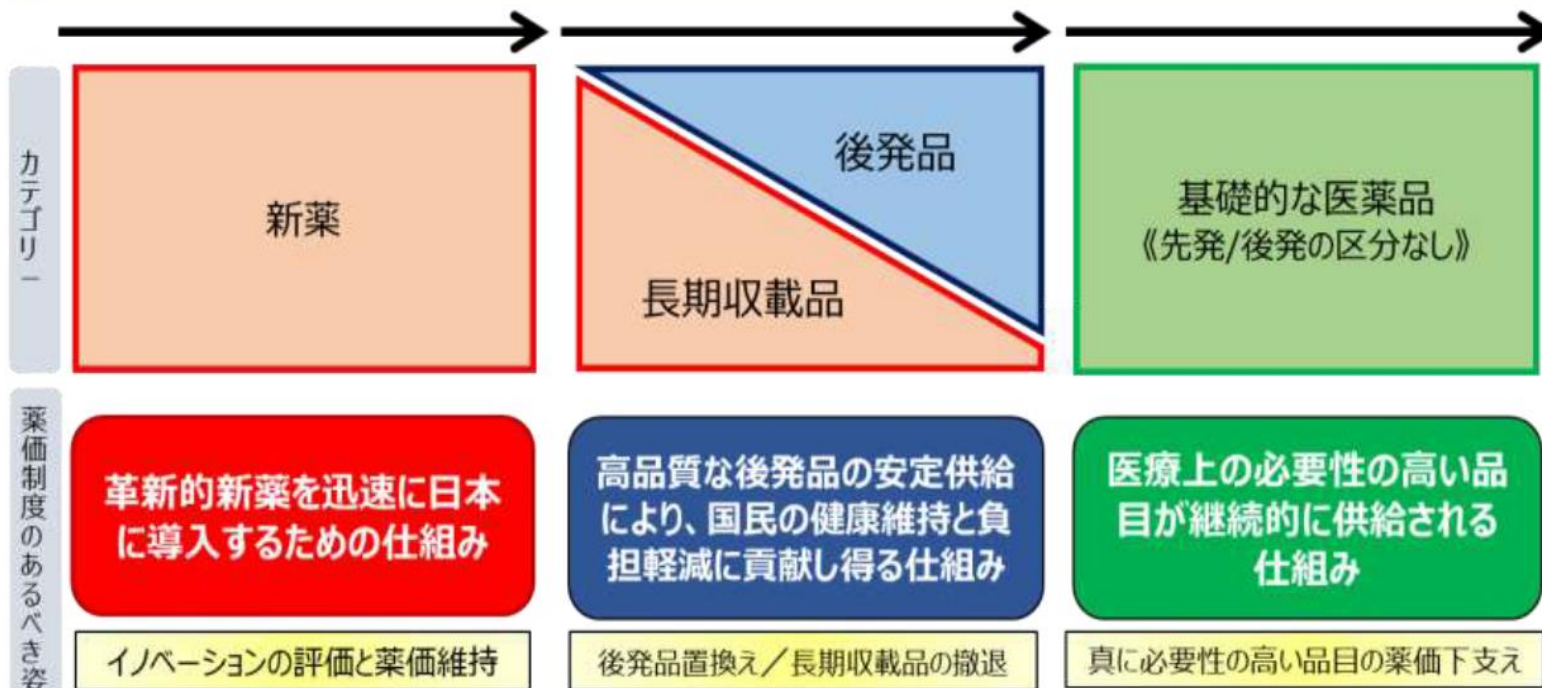 カテゴリー
新薬
後発品
長期収載品
基礎的な医薬品
《先発/後発の区分なし》
薬価制度のあるべき姿
革新的新薬を迅速に日本
に導入するための仕組み
高品質な後発品の安定供給
により、国民の健康維持と負
担軽減に貢献し得る仕組み
医療上の必要性の高い品
目が継続的に供給される
仕組み
イノベーションの評価と薬価維持
後発品置換え／長期収載品の撤退
真に必要性の高い品目の薬価下支え